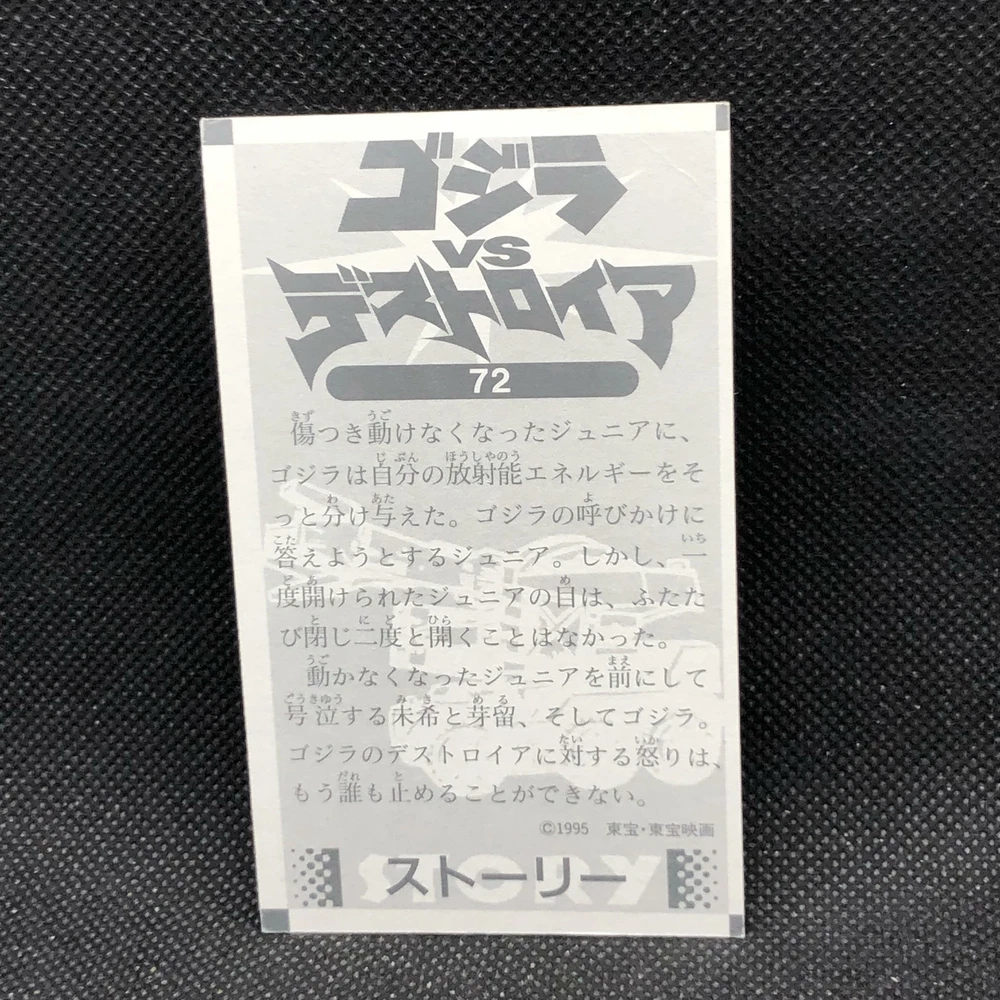 ゴジラ
VS
デストロイア
72
傷つき動けなくなったジュニアに、
ゴジラは自分の放射能エネルギーをそ
っと分け与えた。ゴジラの呼びかけに
答えようとするジュニア。しかし、一
度開けられたジュニアの目は、ふたた
び閉じ二度と開くことはなかった。
動かなくなったジュニアを前にして
号泣する未希と芽留、そしてゴジラ。
ゴジラのデストロイアに対する怒りは、
もう誰も止めることができない。
©1995 東宝・東宝映画
STORY
ストーリー